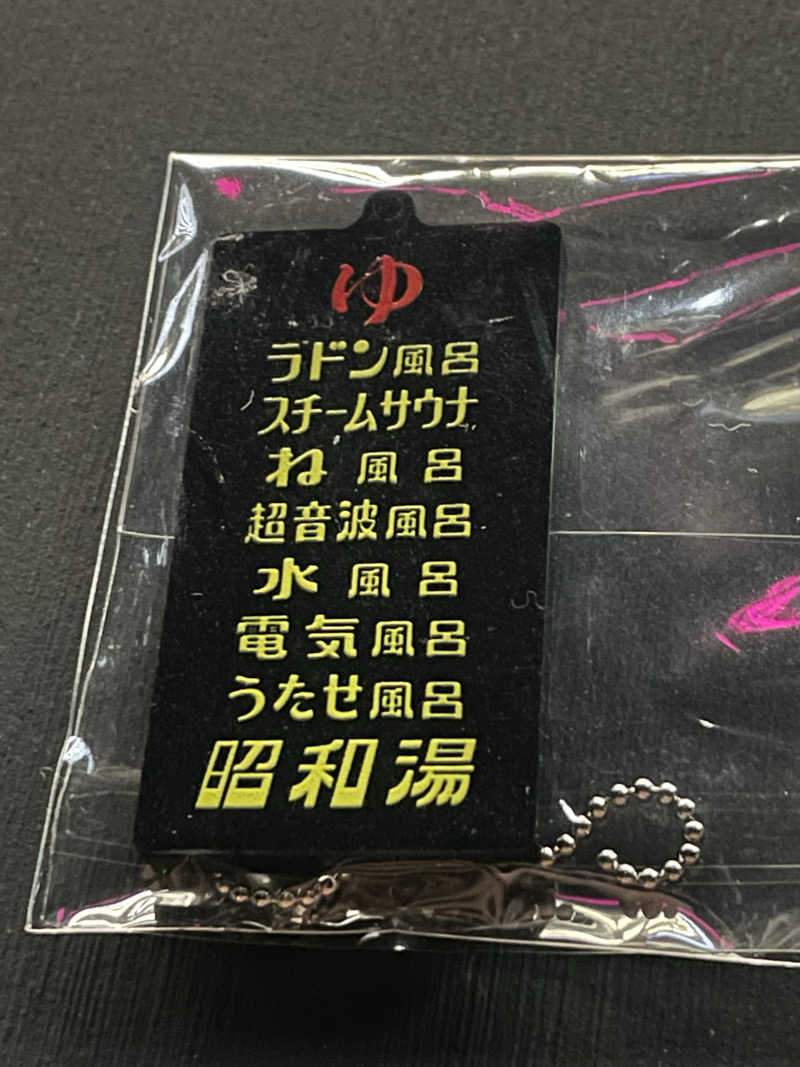 ゆ
ラドン風呂
スチームサウナ
ね風呂
超音波風呂
水風呂
電気風呂
うたせ風呂
昭和湯